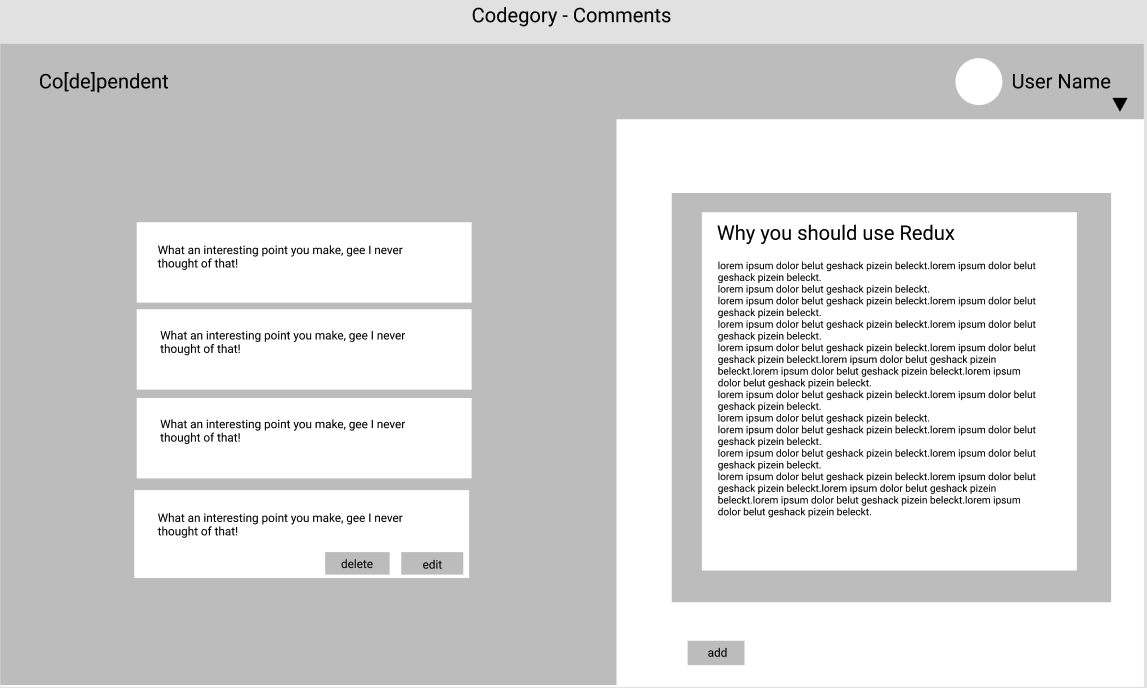 Codegory - Comments
Co[de]pendent
User Name
What an interesting point you make, gee I never
thought of that!
What an interesting point you make, gee I never
thought of that!
What an interesting point you make, gee I never
thought of that!
What an interesting point you make, gee I never
thought of that!
delete
edit
Why you should use Redux
lorem ipsum dolor belut geshack pizein beleckt.lorem ipsum dolor belut
geshack pizein beleckt.
lorem ipsum dolor belut geshack pizein beleckt.
lorem ipsum dolor belut geshack pizein beleckt.lorem ipsum dolor belut
geshack pizein beleckt.
lorem ipsum dolor belut geshack pizein beleckt.lorem ipsum dolor belut
geshack pizein beleckt.
lorem ipsum dolor belut geshack pizein beleckt.lorem ipsum dolor belut
geshack pizein beleckt.lorem ipsum dolor belut geshack pizein
beleckt.lorem ipsum dolor belut geshack pizein beleckt.lorem ipsum
dolor belut geshack pizein beleckt.
lorem ipsum dolor belut geshack pizein beleckt.lorem ipsum dolor belut
geshack pizein beleckt.
lorem ipsum dolor belut geshack pizein beleckt.
lorem ipsum dolor belut geshack pizein beleckt.lorem ipsum dolor belut
geshack pizein beleckt.
lorem ipsum dolor belut geshack pizein beleckt.lorem ipsum dolor belut
geshack pizein beleckt.
lorem ipsum dolor belut geshack pizein beleckt.lorem ipsum dolor belut
geshack pizein beleckt.lorem ipsum dolor belut geshack pizein
beleckt.lorem ipsum dolor belut geshack pizein beleckt.lorem ipsum
dolor belut geshack pizein beleckt.
add